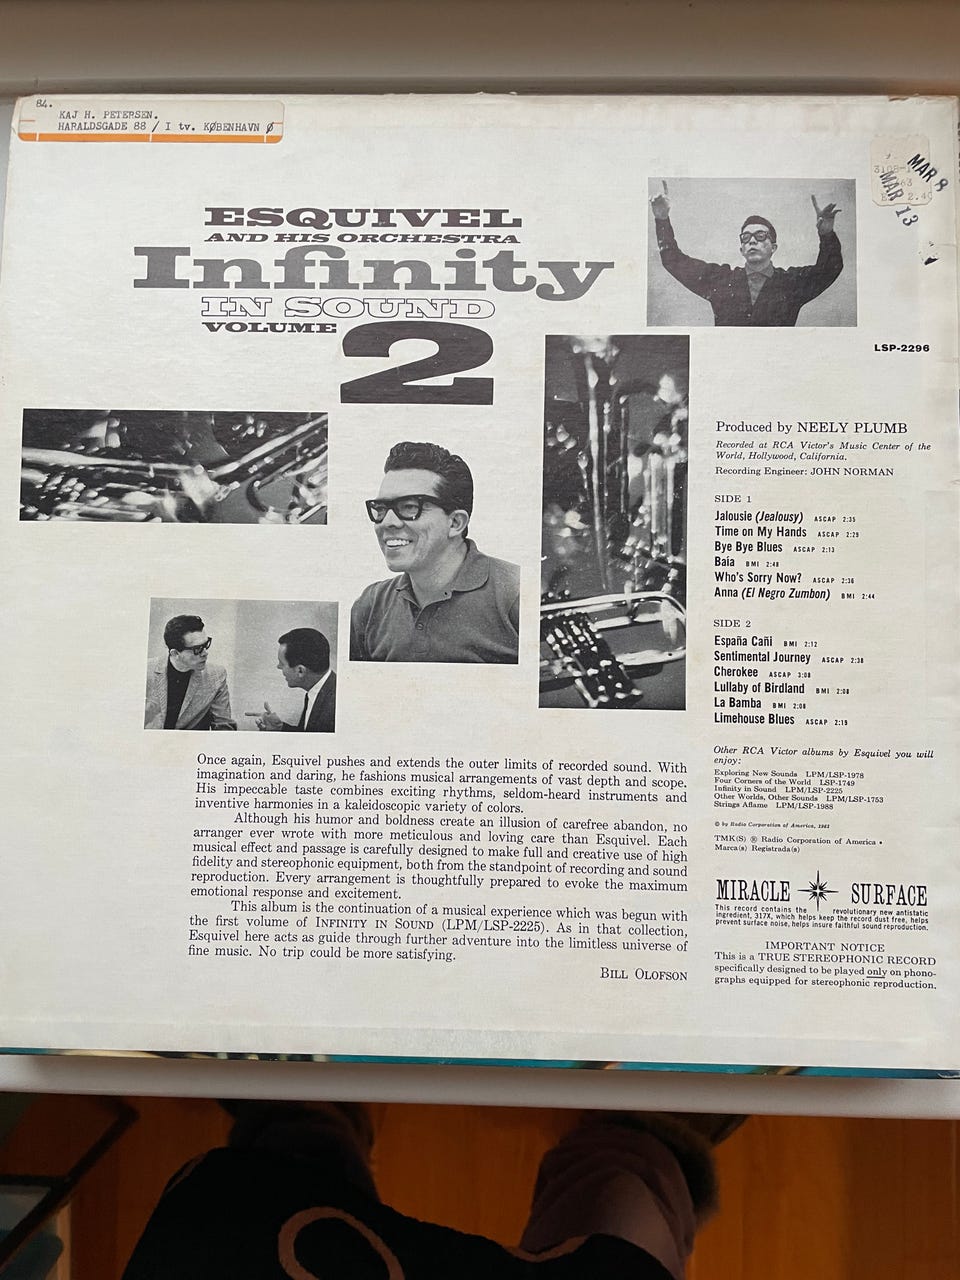 84.
KAJ H. PETERSEN.
HARALDSGADE 88 / I tv. KØBENHAVN Ø
MAR 8
MAR 13
2.40
ESQUIVEL
AND HIS ORCHESTRA
Infinity
IN SOUND
VOLUME 2
LSP-2296
Produced by NEELY PLUMB
Recorded at RCA Victor's Music Center of the
World, Hollywood, California.
Recording Engineer: JOHN NORMAN
SIDE 1
Jalousie (Jealousy) ASCAP 2:35
Time on My Hands ASCAP 2:29
Bye Bye Blues ASCAP 2:13
Baía BMI 2:48
Who's Sorry Now? ASCAP 2:36
Anna (El Negro Zumbon) BMI 2:44
SIDE 2
España Cañi BMI 2:12
Sentimental Journey ASCAP 2:38
Cherokee ASCAP 3:08
Lullaby of Birdland BMI 2:08
La Bamba BMI 2:08
Limehouse Blues ASCAP 2:19
Other RCA Victor albums by Esquivel you will
enjoy:
Exploring New Sounds LPM/LSP-1978
Four Corners of the World LSP-1749
Infinity in Sound LPM/LSP-2225
Other Worlds, Other Sounds LPM/LSP-1753
Strings Aflame LPM/LSP-1988
© by Radio Corporation of America, 1961
TMK(S) ® Radio Corporation of America •
Marca(s) Registrada(s)
MIRACLE SURFACE
This record contains the revolutionary new antistatic
ingredient, 317X, which helps keep the record dust free, helps
prevent surface noise, helps insure faithful sound reproduction.
IMPORTANT NOTICE
This is a TRUE STEREOPHONIC RECORD
specifically designed to be played only on phono-
graphs equipped for stereophonic reproduction.
Once again, Esquivel pushes and extends the outer limits of recorded sound. With
imagination and daring, he fashions musical arrangements of vast depth and scope.
His impeccable taste combines exciting rhythms, seldom-heard instruments and
inventive harmonies in a kaleidoscopic variety of colors.
Although his humor and boldness create an illusion of carefree abandon, no
arranger ever wrote with more meticulous and loving care than Esquivel. Each
musical effect and passage is carefully designed to make full and creative use of high
fidelity and stereophonic equipment, both from the standpoint of recording and sound
reproduction. Every arrangement is thoughtfully prepared to evoke the maximum
emotional response and excitement.
This album is the continuation of a musical experience which was begun with
the first volume of INFINITY IN SOUND (LPM/LSP-2225). As in that collection,
Esquivel here acts as guide through further adventure into the limitless universe of
fine music. No trip could be more satisfying.
BILL OLOFSON